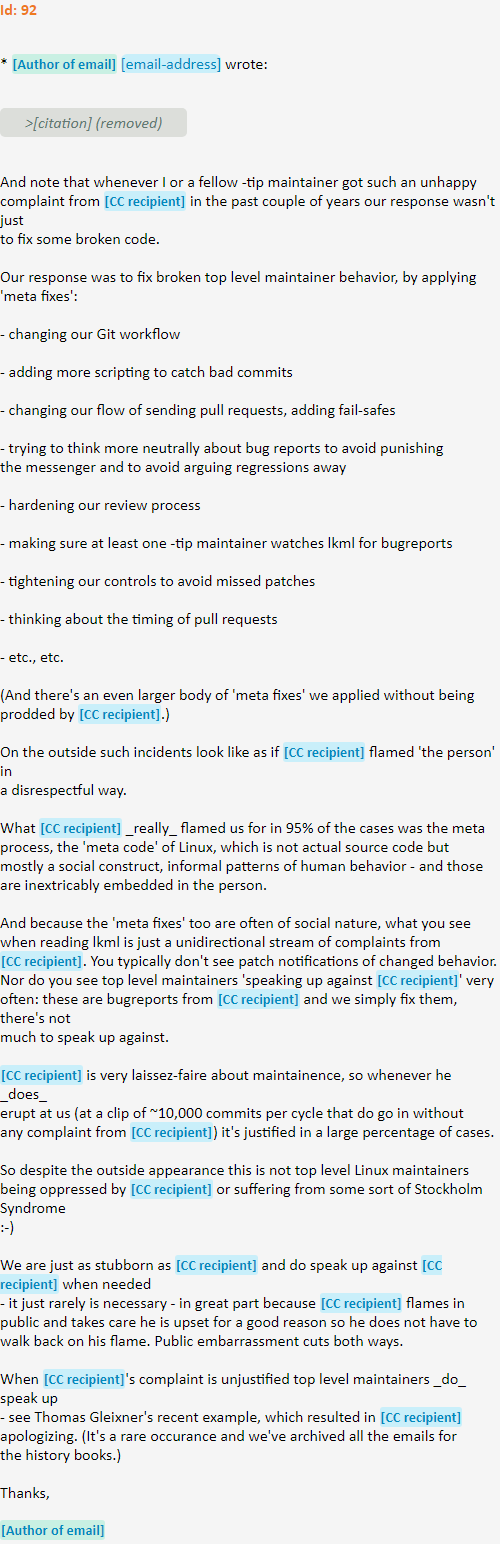 Id: 92
* [Author of email] [email-address] wrote:
>[citation] (removed)
And note that whenever I or a fellow -tip maintainer got such an unhappy
complaint from [CC recipient] in the past couple of years our response wasn't
just
to fix some broken code.
Our response was to fix broken top level maintainer behavior, by applying
'meta fixes':
- changing our Git workflow
- adding more scripting to catch bad commits
- changing our flow of sending pull requests, adding fail-safes
- trying to think more neutrally about bug reports to avoid punishing
the messenger and to avoid arguing regressions away
- hardening our review process
- making sure at least one -tip maintainer watches lkml for bugreports
- tightening our controls to avoid missed patches
- thinking about the timing of pull requests
- etc., etc.
(And there's an even larger body of 'meta fixes' we applied without being
prodded by [CC recipient].)
On the outside such incidents look like as if [CC recipient] flamed 'the person'
in
a disrespectful way.
What [CC recipient] _really_ flamed us for in 95% of the cases was the meta
process, the 'meta code' of Linux, which is not actual source code but
mostly a social construct, informal patterns of human behavior - and those
are inextricably embedded in the person.
And because the 'meta fixes' too are often of social nature, what you see
when reading lkml is just a unidirectional stream of complaints from
[CC recipient]. You typically don't see patch notifications of changed behavior.
Nor do you see top level maintainers 'speaking up against [CC recipient]' very
often: these are bugreports from [CC recipient] and we simply fix them,
there's not
much to speak up against.
[CC recipient] is very laissez-faire about maintainence, so whenever he
_does_
erupt at us (at a clip of ~10,000 commits per cycle that do go in without
any complaint from [CC recipient]) it's justified in a large percentage of cases.
So despite the outside appearance this is not top level Linux maintainers
being oppressed by [CC recipient] or suffering from some sort of Stockholm
Syndrome
:-)
We are just as stubborn as [CC recipient] and do speak up against [CC
recipient] when needed
- it just rarely is necessary - in great part because [CC recipient] flames in
public and takes care he is upset for a good reason so he does not have to
walk back on his flame. Public embarrassment cuts both ways.
When [CC recipient]'s complaint is unjustified top level maintainers _do_
speak up
- see Thomas Gleixner's recent example, which resulted in [CC recipient]
apologizing. (It's a rare occurance and we've archived all the emails for
the history books.)
Thanks,
[Author of email]